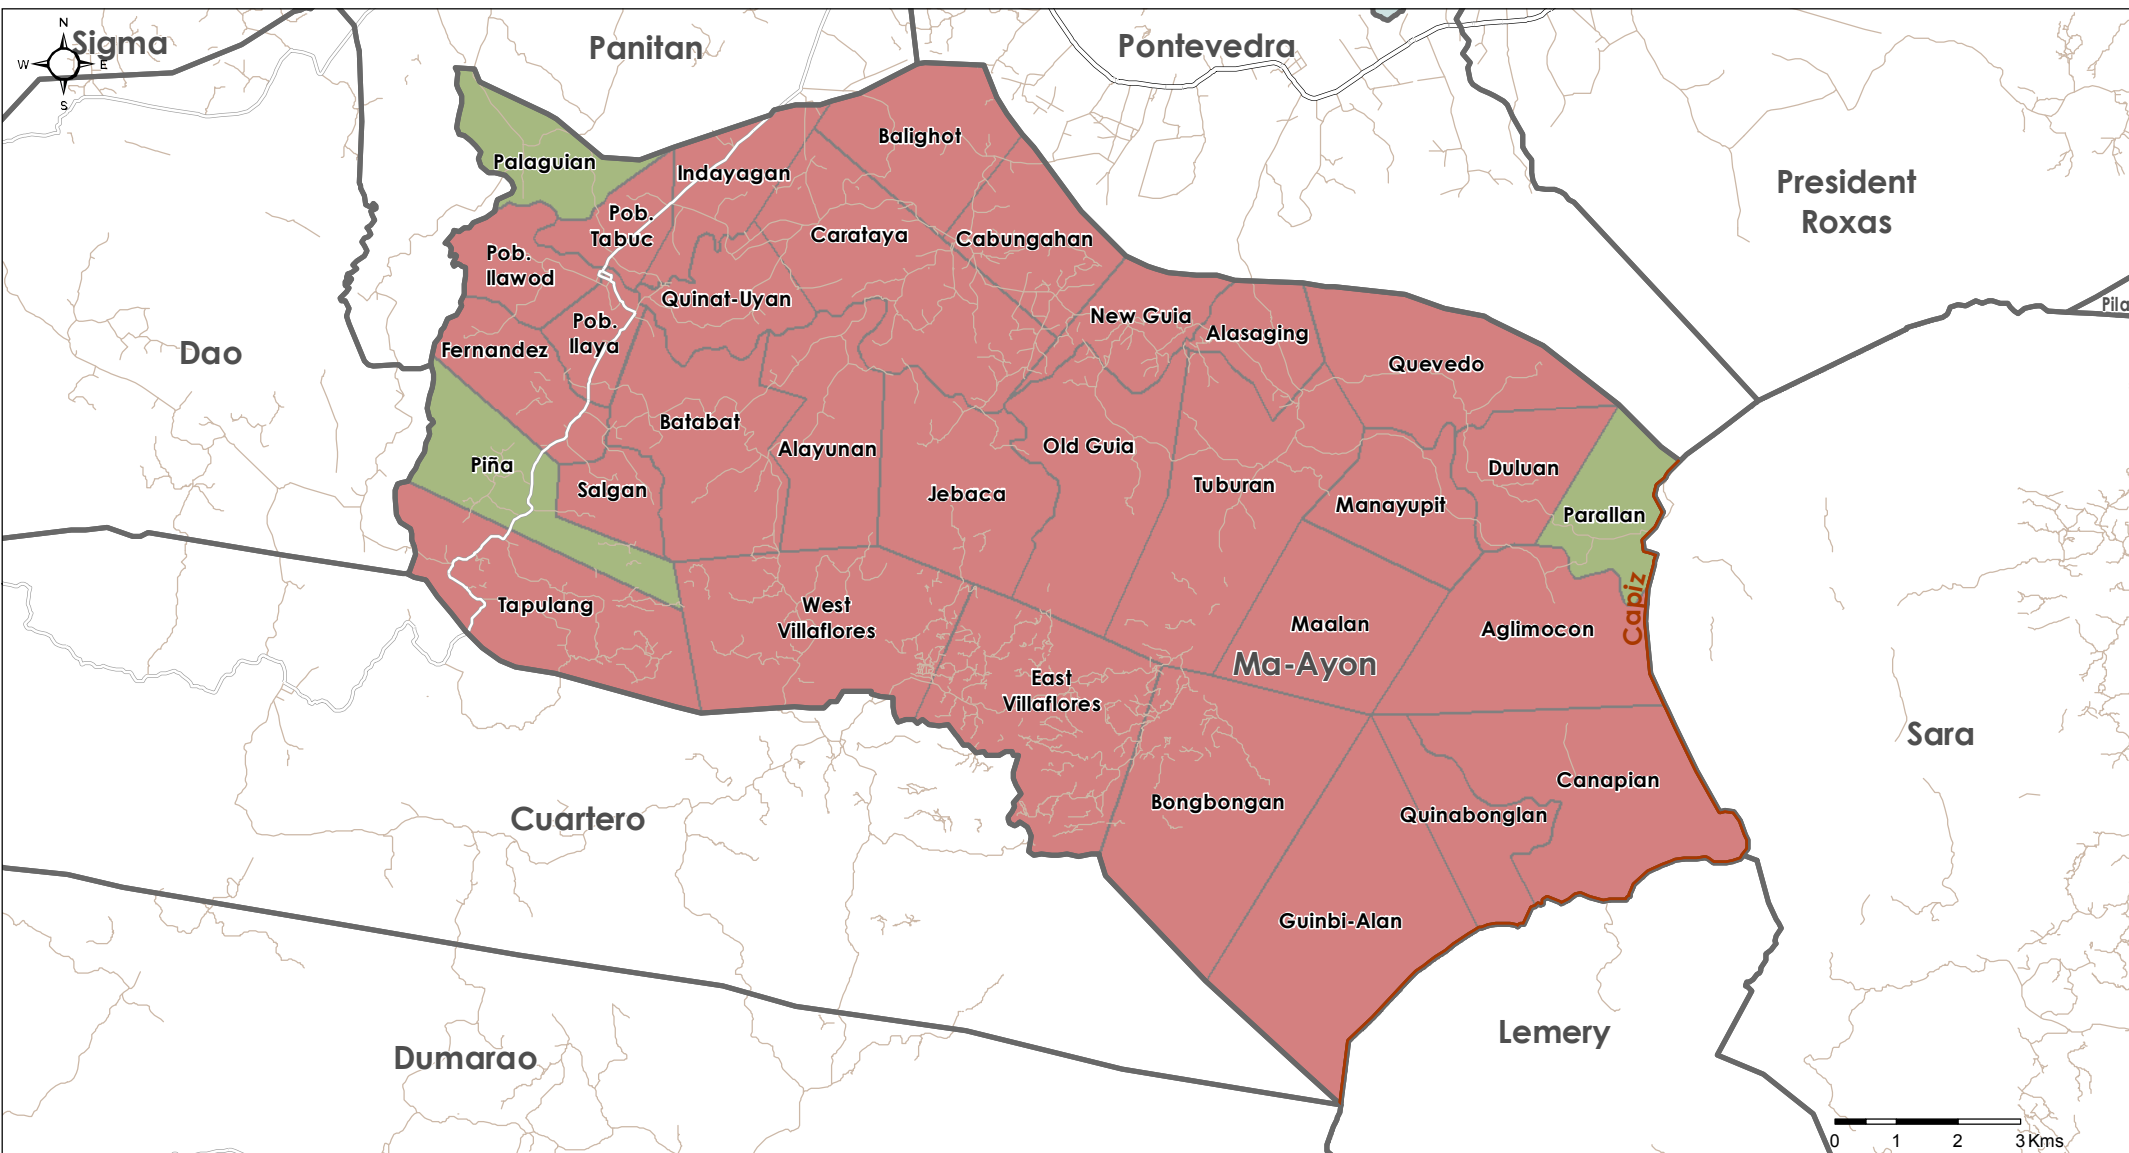 N
W
E
S
Sigma
Panitan
Pontevedra
President
Roxas
Pila
Dao
Sara
Cuartero
Dumarao
Lemery
Ma-Ayon
Capiz
Palaguian
Indayagan
Balighot
Pob.
Tabuc
Carataya
Cabungahan
Pob.
Ilawod
Quinat-Uyan
New Guia
Alasaging
Pob.
Ilaya
Fernandez
Quevedo
Batabat
Alayunan
Old Guia
Piña
Salgan
Jebaca
Tuburan
Manayupit
Duluan
Parallan
Tapulang
West
Villaflores
Maalan
Aglimocon
East
Villaflores
Bongbongan
Canapian
Quinabonglan
Guinbi-Alan
0 1 2 3 Kms